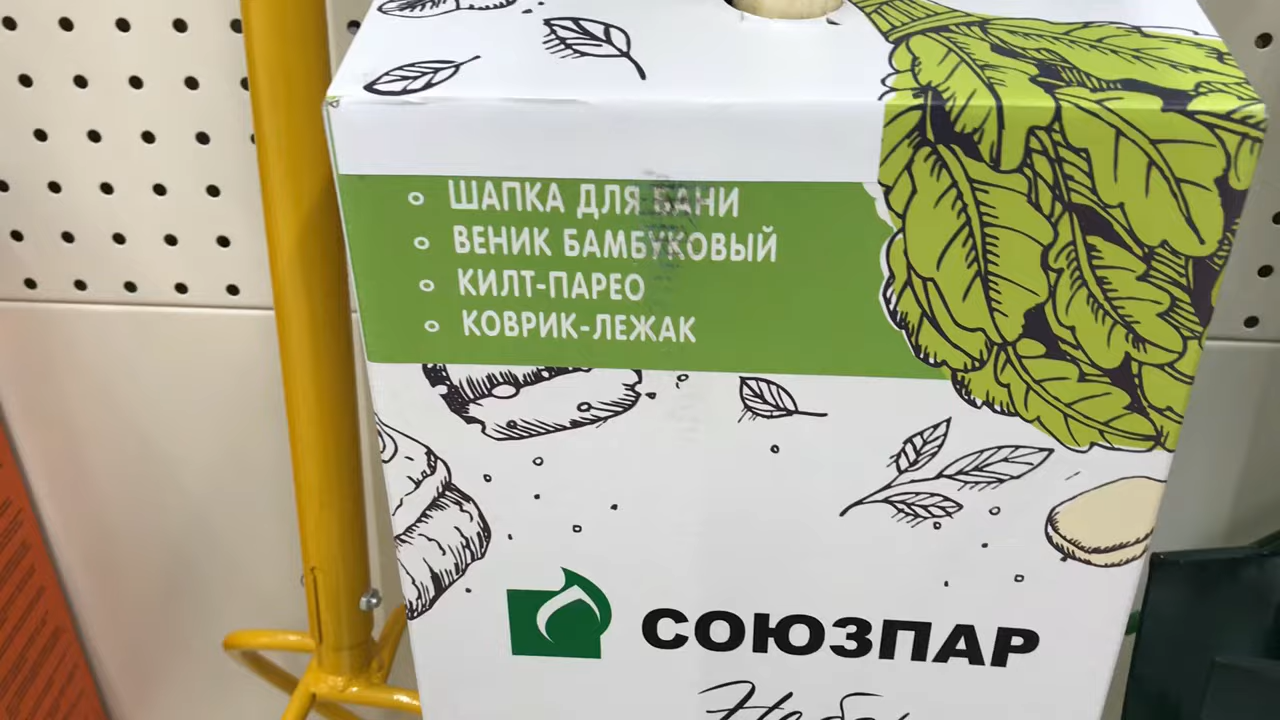 ШАПКА ДЛЯ БАНИ
ВЕНИК БАМБУКОВЫЙ
КИЛТ-ПАРЕО
КОВРИК-ЛЕЖАК
СОЮЗПАР